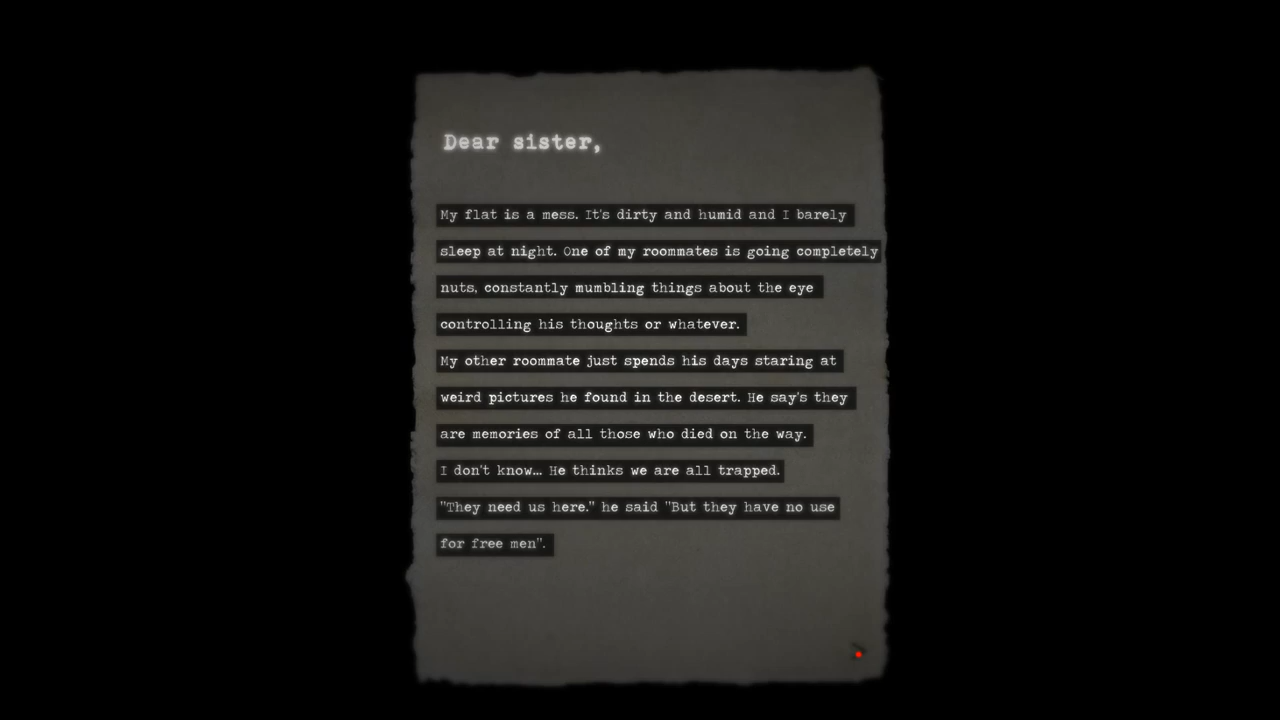 Dear sister,
My flat is a mess. It's dirty and humid and I barely
sleep at night. One of my roommates is going completely
nuts, constantly mumbling things about the eye
controlling his thoughts or whatever.
My other roommate just spends his days staring at
weird pictures he found in the desert. He say's they
are memories of all those who died on the way.
I don't know... He thinks we are all trapped.
"They need us here." he said "But they have no use
for free men".